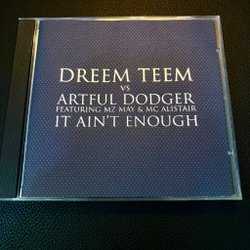 DREEM TEEM
VS
ARTFUL DODGER
FEATURING MZ MAY & MC ALISTAIR
IT AIN'T ENOUGH